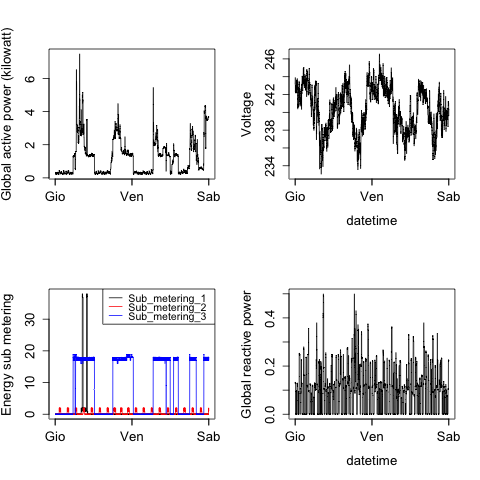 Global active power (kilowatt)
0 2 4 6
Gio Ven Sab
Voltage
234 238 242 246
Gio Ven Sab
datetime
Energy sub metering
0 10 20 30
Sub_metering_1
Sub_metering_2
Sub_metering_3
Gio Ven Sab
Global reactive power
0.0 0.2 0.4
Gio Ven Sab
datetime